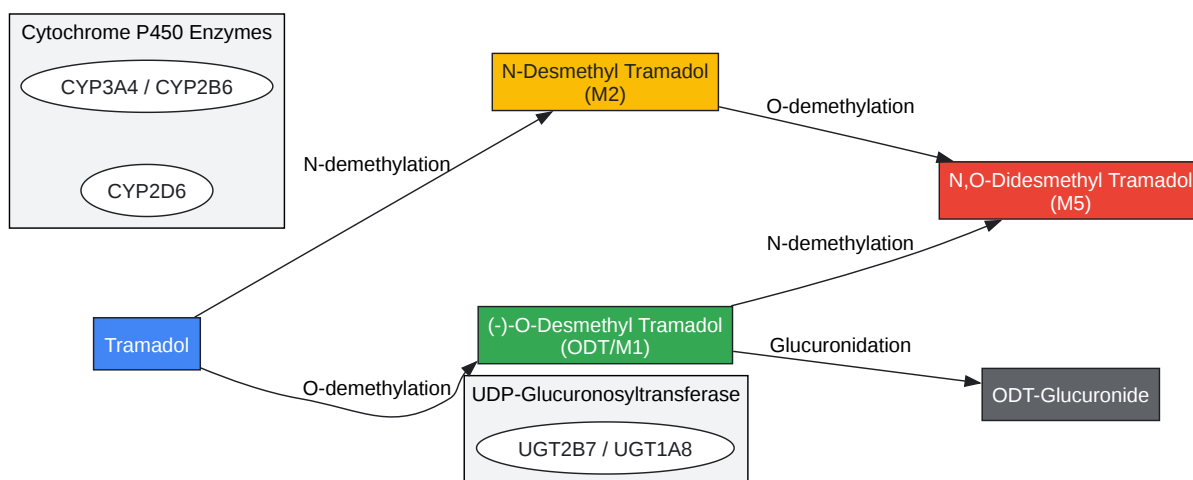 Cytochrome P450 Enzymes
CYP3A4 / CYP2B6
CYP2D6
N-Desmethyl Tramadol
(M2)
O-demethylation
N-demethylation
N,O-Didesmethyl Tramadol
(M5)
N-demethylation
Tramadol
(-)-O-Desmethyl Tramadol
(ODT/M1)
Glucuronidation
O-demethylation
ODT-Glucuronide
UDP-Glucuronosyltransferase
UGT2B7 / UGT1A8